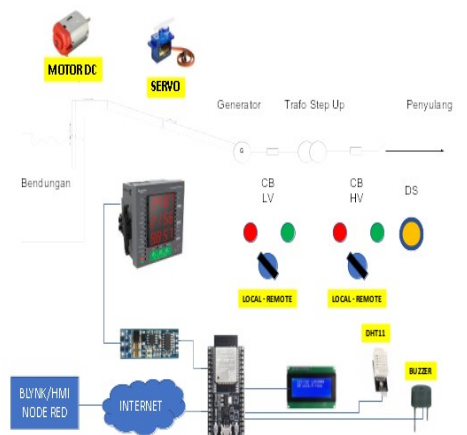 MOTOR DC
SERVO
Generator
Trafo Step Up
Penyulang
G
Bendungan
CB
LV
CB
HV
DS
LOCAL - REMOTE
LOCAL - REMOTE
DHT11
BUZZER
BLYNK/HMI
NODE RED
INTERNET